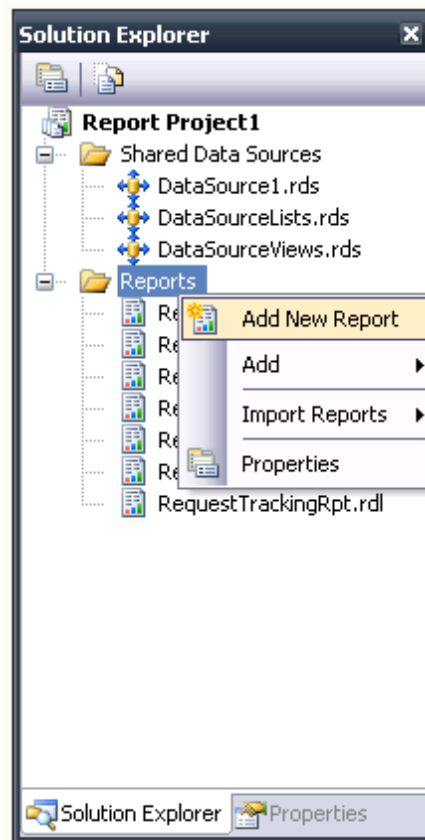 Solution Explorer
Report Project1
Shared Data Sources
DataSource1.rds
DataSourceLists.rds
DataSourceViews.rds
Reports
Add New Report
Add
Import Reports
Properties
RequestTrackingRpt.rdl
Solution Explorer
Properties